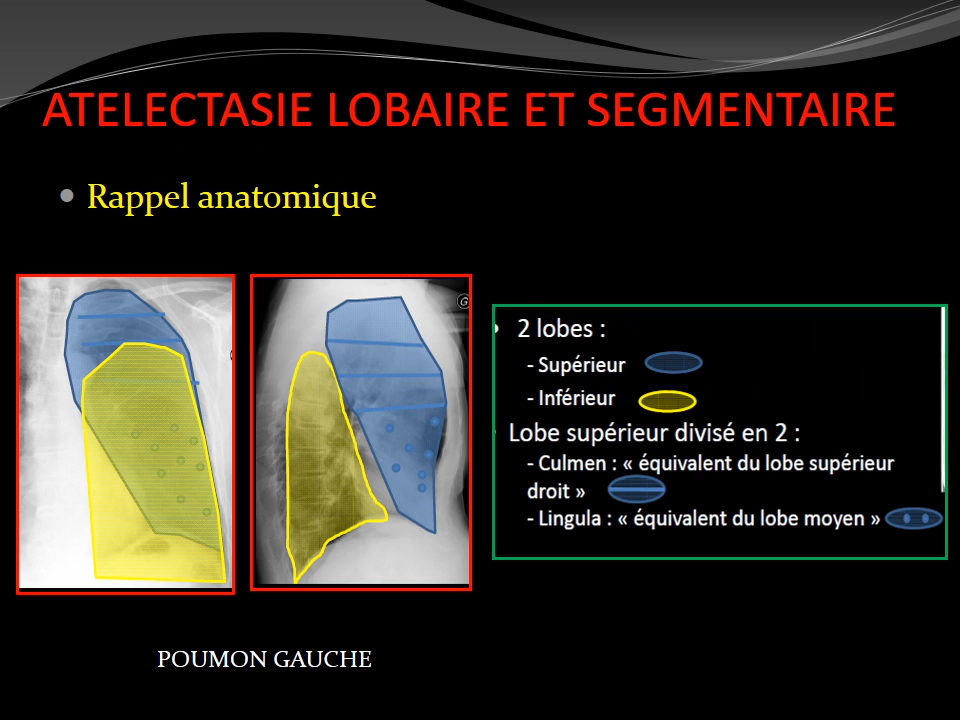 ATELECTASIE LOBAIRE ET SEGMENTAIRE
• Rappel anatomique
G
• 2 lobes :
- Supérieur
- Inférieur
Lobe supérieur divisé en 2 :
- Culmen : « équivalent du lobe supérieur
droit »
- Lingula : « équivalent du lobe moyen »
POUMON GAUCHE